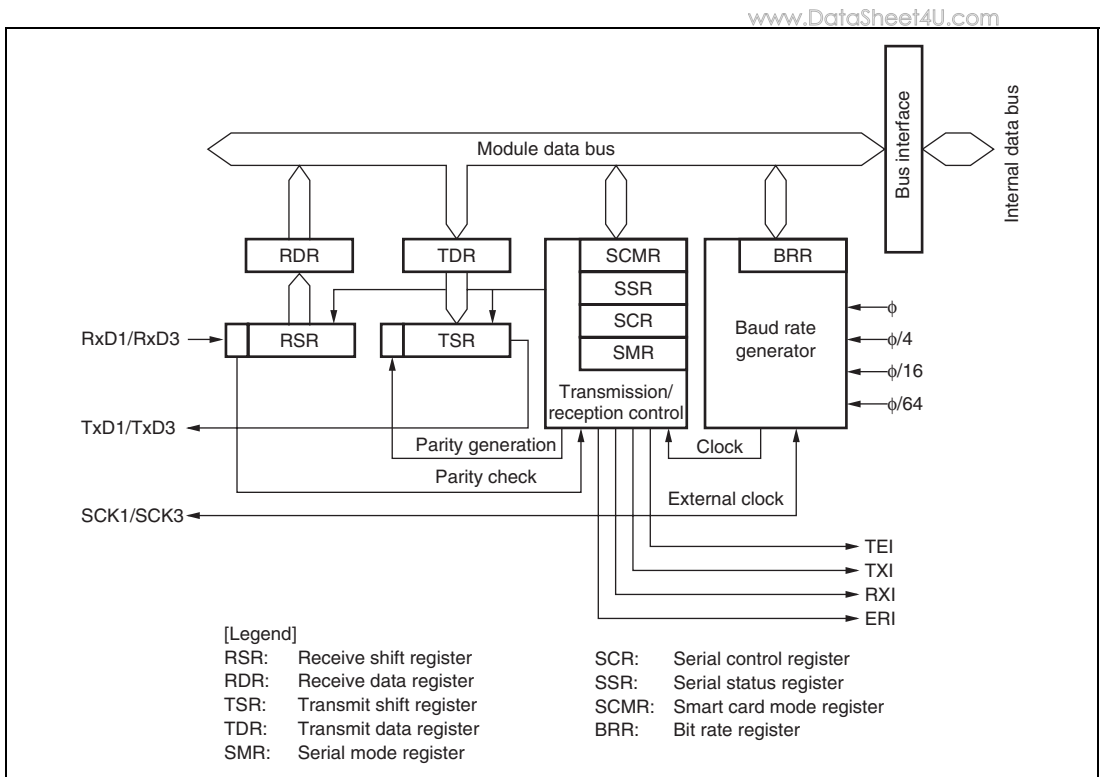 www.DataSheet4U.com
Module data bus
Bus interface
Internal data bus
RDR
TDR
SCMR
BRR
SSR
SCR
SMR
RxD1/RxD3
RSR
TSR
Baud rate
generator
ϕ
ϕ/4
ϕ/16
ϕ/64
Transmission/
reception control
TxD1/TxD3
Parity generation
Clock
Parity check
External clock
SCK1/SCK3
TEI
TXI
RXI
ERI
[Legend]
RSR: Receive shift register
RDR: Receive data register
TSR: Transmit shift register
TDR: Transmit data register
SMR: Serial mode register
SCR: Serial control register
SSR: Serial status register
SCMR: Smart card mode register
BRR: Bit rate register